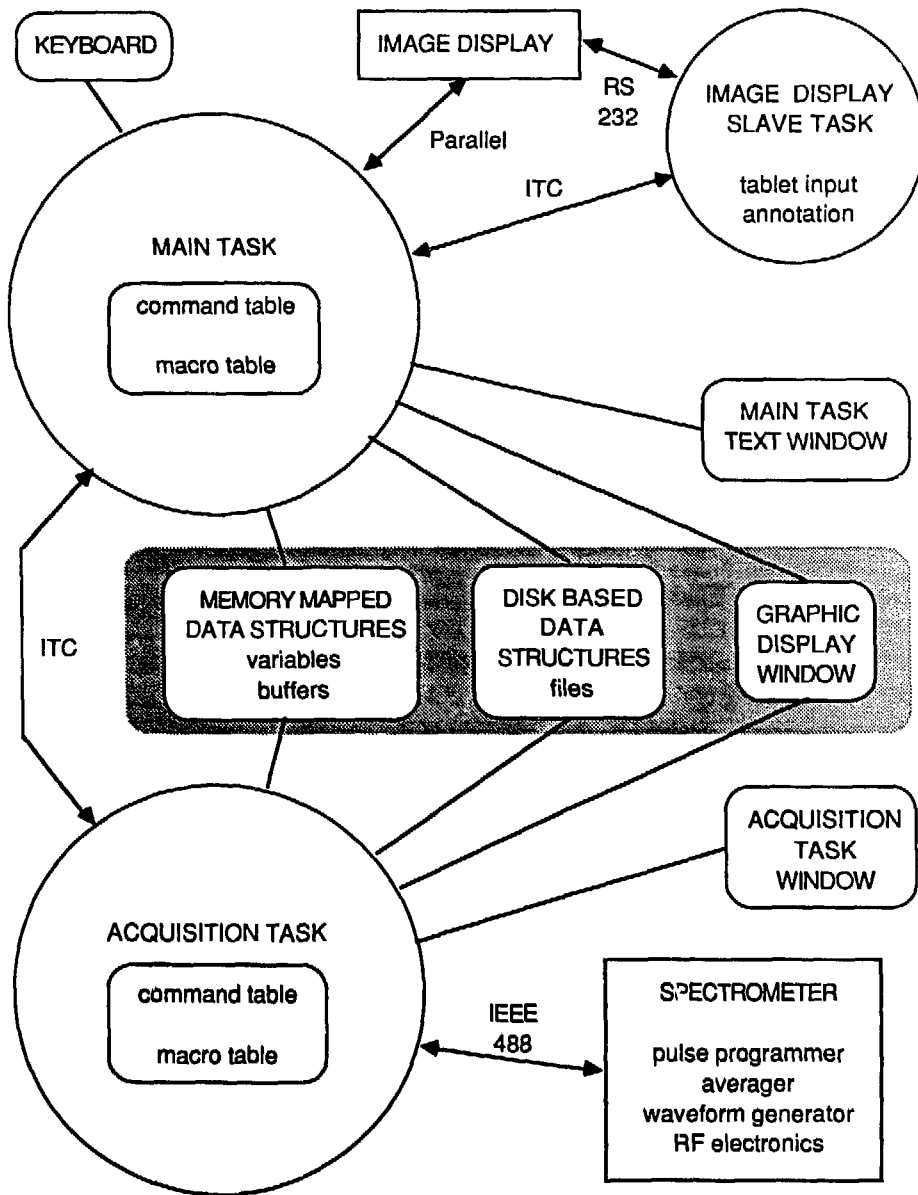 KEYBOARD
IMAGE DISPLAY
RS
232
IMAGE DISPLAY
SLAVE TASK
tablet input
annotation
Parallel
ITC
MAIN TASK
command table
macro table
MAIN TASK
TEXT WINDOW
ITC
MEMORY MAPPED
DATA STRUCTURES
variables
buffers
DISK BASED
DATA
STRUCTURES
files
GRAPHIC
DISPLAY
WINDOW
ACQUISITION
TASK
WINDOW
ACQUISITION TASK
command table
macro table
IEEE
488
SPECTROMETER
pulse programmer
averager
waveform generator
RF electronics